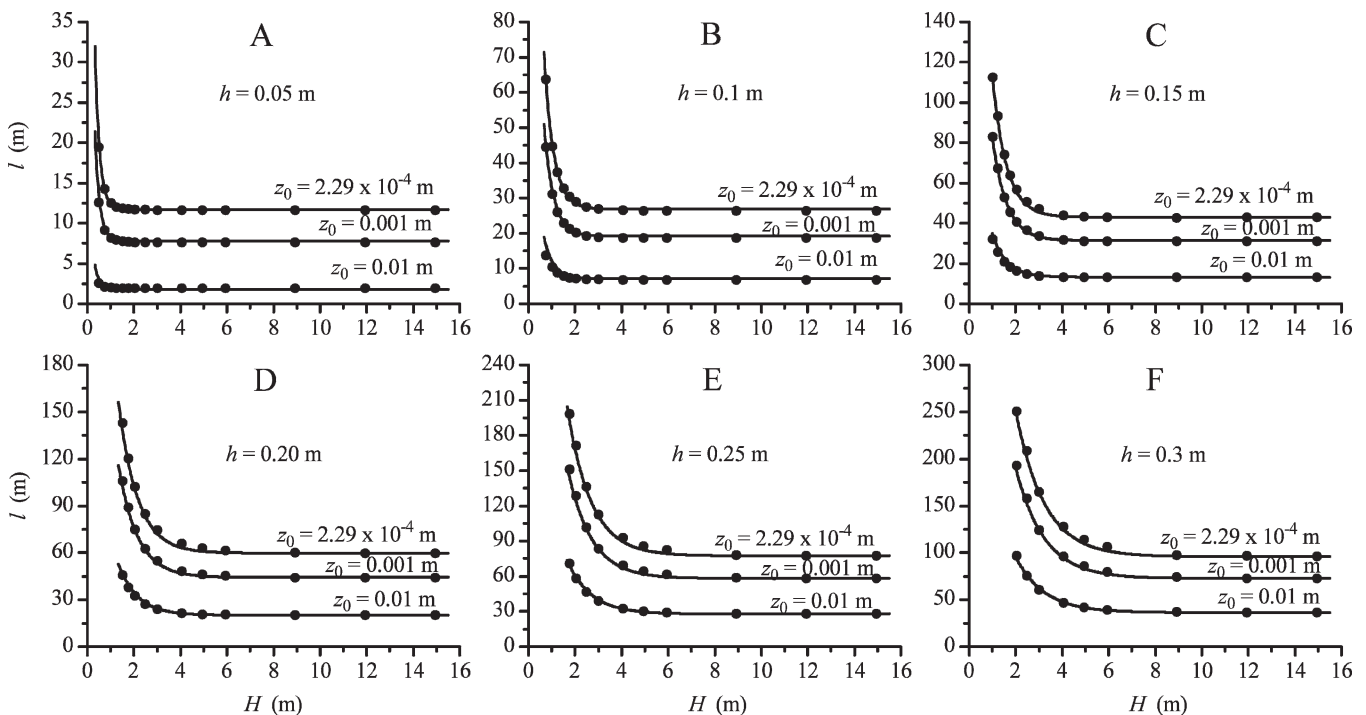 A
h = 0.05 m
z₀ = 2.29 x 10⁻⁴ m
z₀ = 0.001 m
z₀ = 0.01 m
l (m)
35
30
25
20
15
10
5
0
0 2 4 6 8 10 12 14 16
B
h = 0.1 m
z₀ = 2.29 x 10⁻⁴ m
z₀ = 0.001 m
z₀ = 0.01 m
80
70
60
50
40
30
20
10
0
0 2 4 6 8 10 12 14 16
C
h = 0.15 m
z₀ = 2.29 x 10⁻⁴ m
z₀ = 0.001 m
z₀ = 0.01 m
140
120
100
80
60
40
20
0
0 2 4 6 8 10 12 14 16
D
h = 0.20 m
z₀ = 2.29 x 10⁻⁴ m
z₀ = 0.001 m
z₀ = 0.01 m
l (m)
180
150
120
90
60
30
0
0 2 4 6 8 10 12 14 16
H (m)
E
h = 0.25 m
z₀ = 2.29 x 10⁻⁴ m
z₀ = 0.001 m
z₀ = 0.01 m
240
210
180
150
120
90
60
30
0
0 2 4 6 8 10 12 14 16
H (m)
F
h = 0.3 m
z₀ = 2.29 x 10⁻⁴ m
z₀ = 0.001 m
z₀ = 0.01 m
300
250
200
150
100
50
0
0 2 4 6 8 10 12 14 16
H (m)